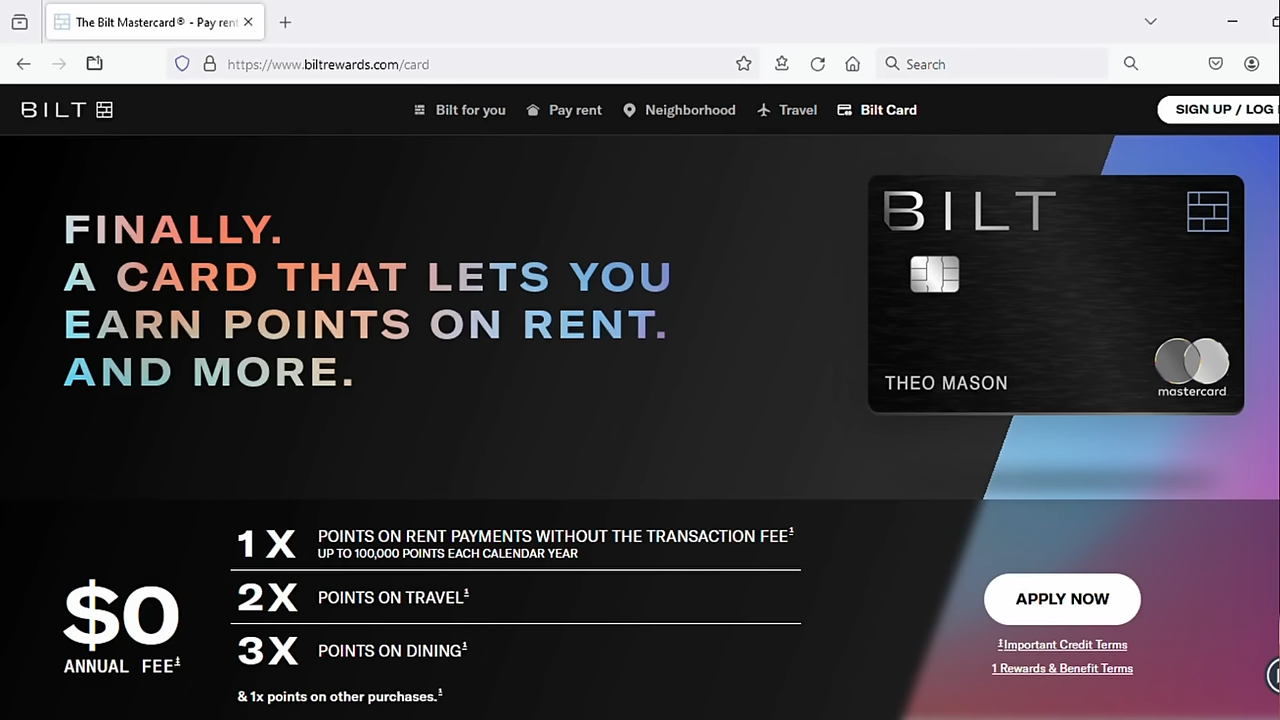 The Bilt Mastercard® - Pay rent
https://www.biltrewards.com/card
Search
BILT
Bilt for you
Pay rent
Neighborhood
Travel
Bilt Card
SIGN UP / LOG
FINALLY.
A CARD THAT LETS YOU
EARN POINTS ON RENT.
AND MORE.
BILT
THEO MASON
mastercard
$0
ANNUAL FEE‡
1X POINTS ON RENT PAYMENTS WITHOUT THE TRANSACTION FEE1
UP TO 100,000 POINTS EACH CALENDAR YEAR
2X POINTS ON TRAVEL1
3X POINTS ON DINING1
& 1x points on other purchases.1
APPLY NOW
‡Important Credit Terms
1 Rewards & Benefit Terms